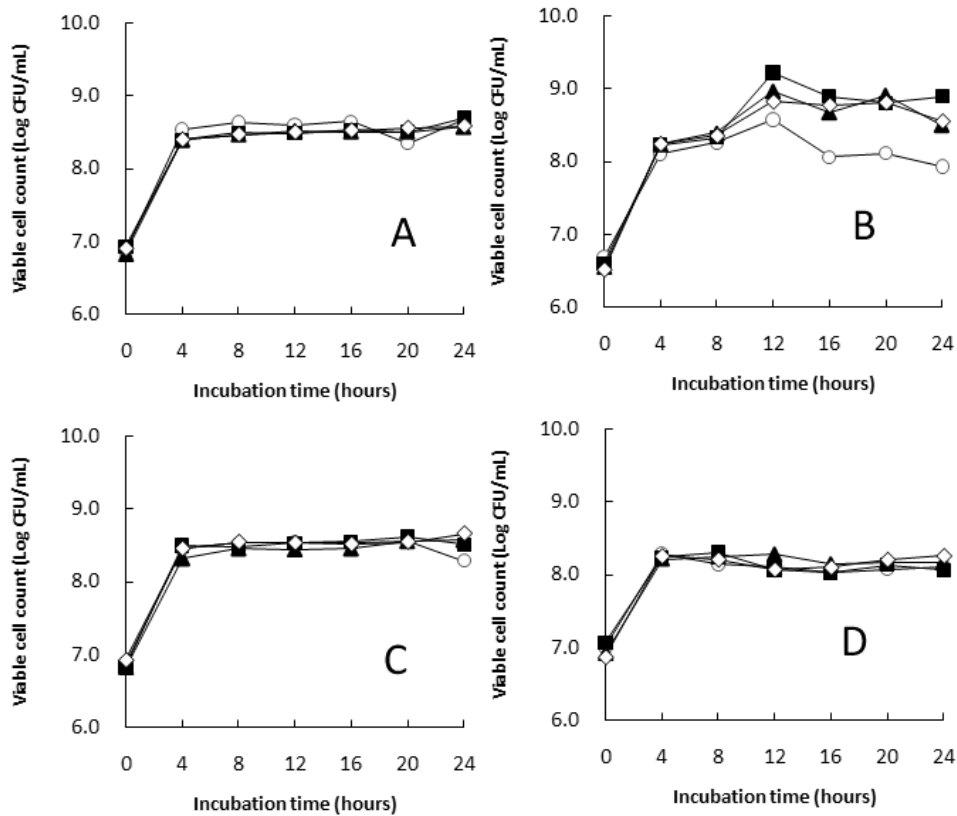 Viable cell count (Log CFU/mL)
10.0
9.0
8.0
7.0
6.0
A
0 4 8 12 16 20 24
Incubation time (hours)
Viable cell count (Log CFU/mL)
10.0
9.0
8.0
7.0
6.0
B
0 4 8 12 16 20 24
Incubation time (hours)
Viable cell count (Log CFU/mL)
10.0
9.0
8.0
7.0
6.0
C
0 4 8 12 16 20 24
Incubation time (hours)
Viable cell count (Log CFU/mL)
10.0
9.0
8.0
7.0
6.0
D
0 4 8 12 16 20 24
Incubation time (hours)